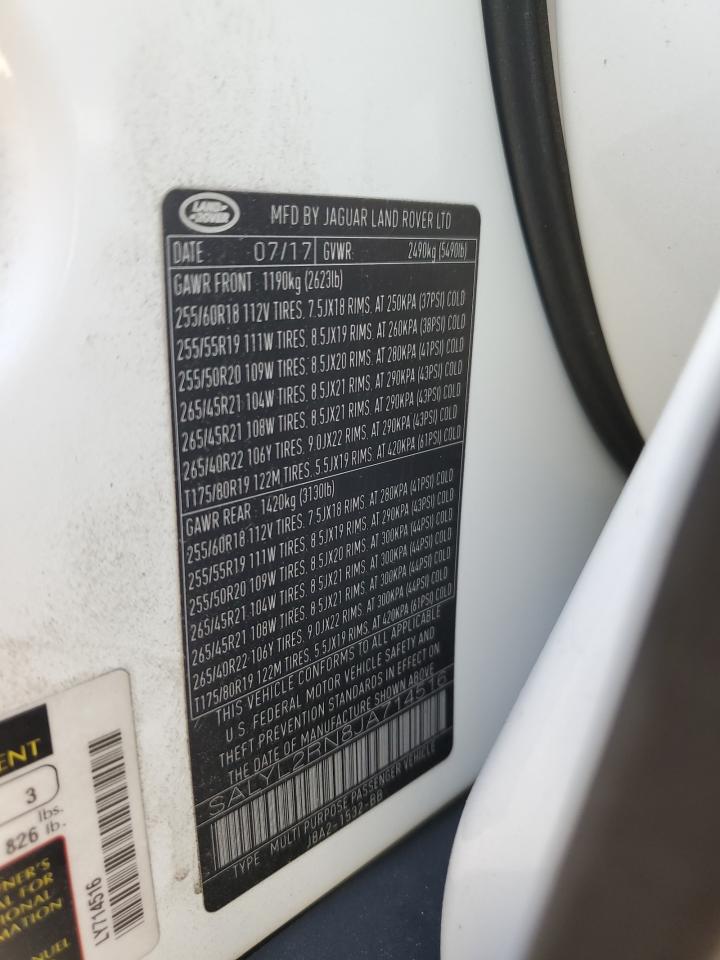 LAND ROVER
MFD BY JAGUAR LAND ROVER LTD
DATE 07/17 GVWR 2490kg (5490lb)
GAWR FRONT 1190kg (2623lb)
255/60R18 112V TIRES. 7.5JX18 RIMS. AT 250KPA (37PSI) COLD
255/55R19 111W TIRES. 8.5JX19 RIMS. AT 260KPA (38PSI) COLD
255/50R20 109W TIRES. 8.5JX20 RIMS. AT 280KPA (41PSI) COLD
265/45R21 104W TIRES. 8.5JX21 RIMS. AT 290KPA (43PSI) COLD
265/45R21 108W TIRES. 8.5JX21 RIMS. AT 290KPA (43PSI) COLD
265/40R22 106Y TIRES. 9.0JX22 RIMS. AT 290KPA (43PSI) COLD
T175/80R19 122M TIRES. 5.5JX19 RIMS. AT 420KPA (61PSI) COLD
GAWR REAR : 1420kg (3130lb)
255/60R18 112V TIRES. 7.5JX18 RIMS. AT 280KPA (41PSI) COLD
255/55R19 111W TIRES. 8.5JX19 RIMS. AT 290KPA (43PSI) COLD
255/50R20 109W TIRES. 8.5JX20 RIMS. AT 300KPA (44PSI) COLD
265/45R21 104W TIRES. 8.5JX21 RIMS. AT 300KPA (44PSI) COLD
265/45R21 108W TIRES. 8.5JX21 RIMS. AT 300KPA (44PSI) COLD
265/40R22 106Y TIRES. 9.0JX22 RIMS. AT 300KPA (44PSI) COLD
T175/80R19 122M TIRES. 5.5JX19 RIMS. AT 420KPA (61PSI) COLD
THIS VEHICLE CONFORMS TO ALL APPLICABLE
U.S. FEDERAL MOTOR VEHICLE SAFETY AND
THEFT PREVENTION STANDARDS IN EFFECT ON
THE DATE OF MANUFACTURE SHOWN ABOVE
SALYL2RN8JA714516
TYPE MULTI PURPOSE PASSENGER VEHICLE
J8A2-1532-BB
ENT
3
lbs.
826 lb.
NER'S
AL FOR
IONAL
MATION
NUEL
LY714516